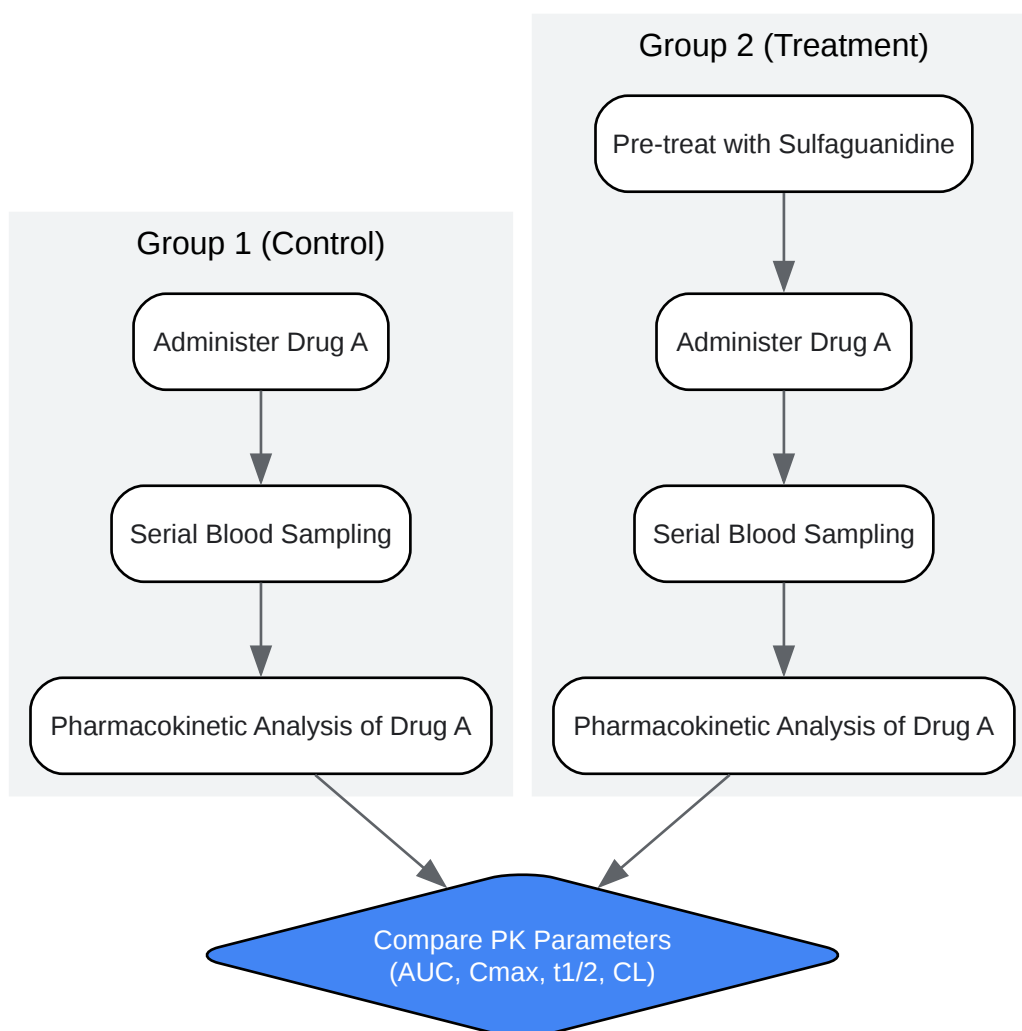 Group 1 (Control)
Administer Drug A
Serial Blood Sampling
Pharmacokinetic Analysis of Drug A
Group 2 (Treatment)
Pre-treat with Sulfaguanidine
Administer Drug A
Serial Blood Sampling
Pharmacokinetic Analysis of Drug A
Compare PK Parameters
(AUC, Cmax, t1/2, CL)